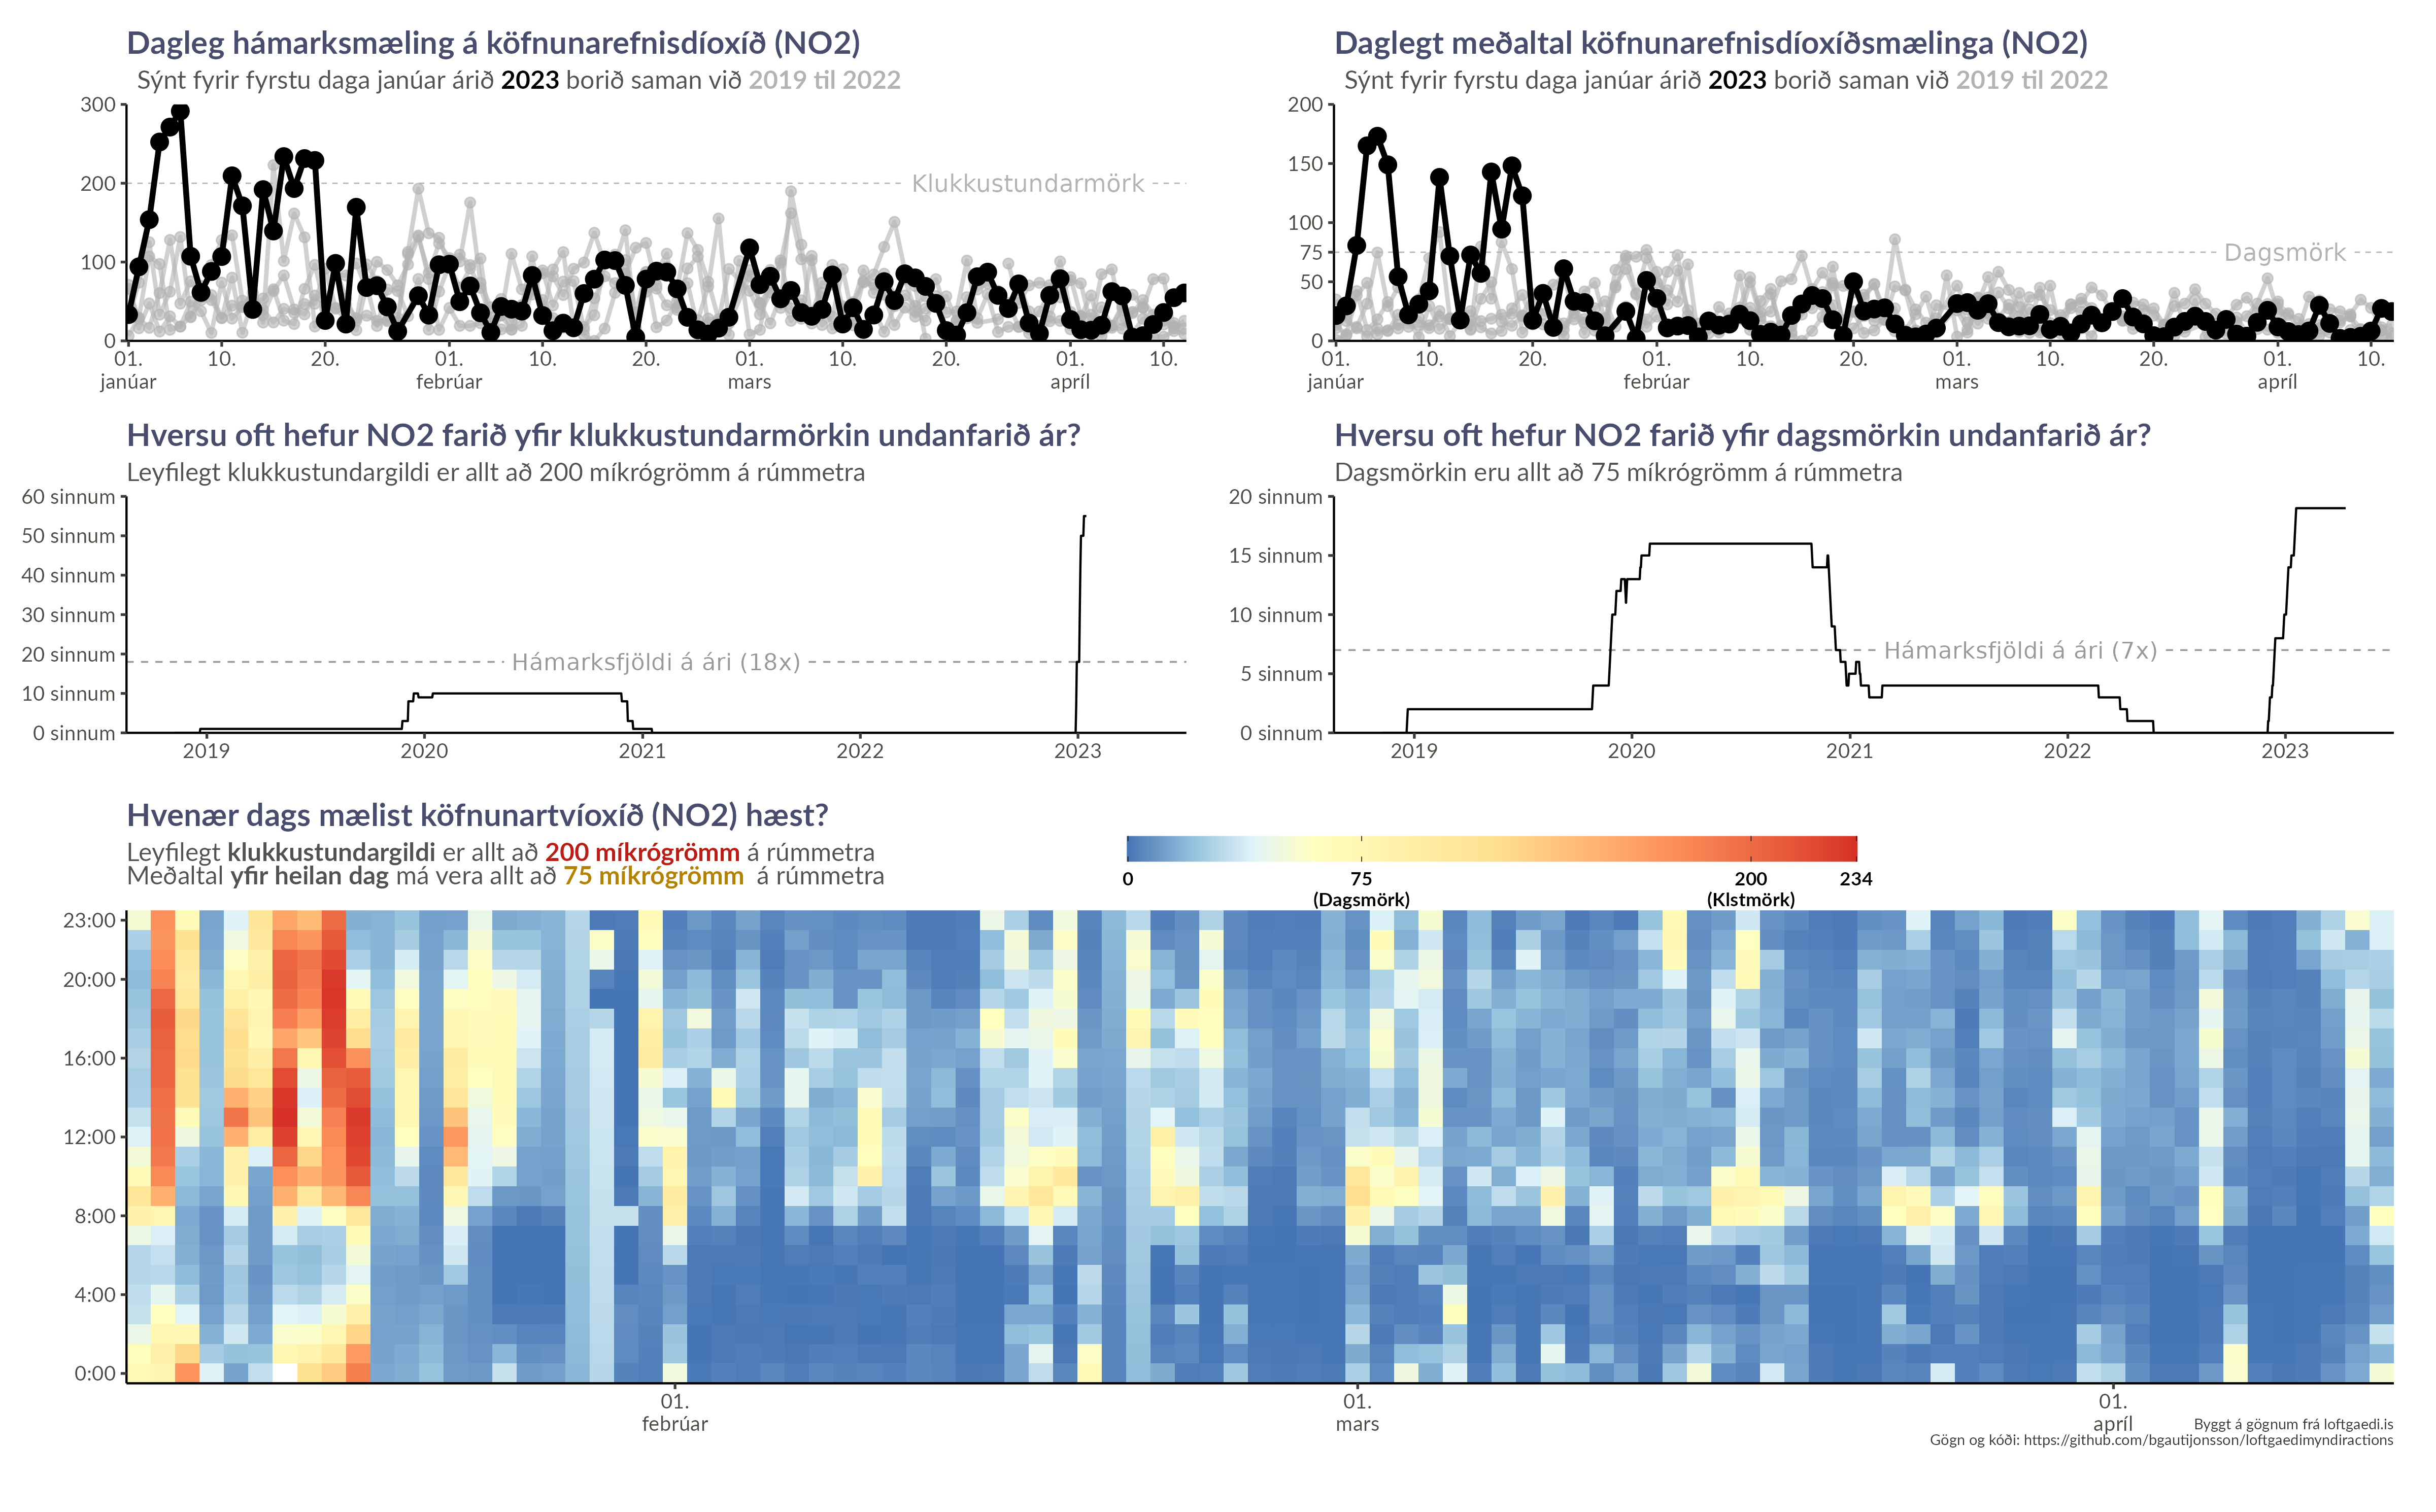 Dagleg hámarksmæling á köfnunarefnisdíoxíð (NO2)
Sýnt fyrir fyrstu daga janúar árið 2023 borið saman við 2019 til 2022
300
200
100
0
Klukkustundarmörk
01. 10. 20. 01. 10. 20. 01. 10. 20. 01. 10.
janúar febrúar mars apríl
Daglegt meðaltal köfnunarefnisdíoxíðsmælinga (NO2)
Sýnt fyrir fyrstu daga janúar árið 2023 borið saman við 2019 til 2022
200
150
100
75
50
0
Dagsmörk
01. 10. 20. 01. 10. 20. 01. 10. 20. 01. 10.
janúar febrúar mars apríl
Hversu oft hefur NO2 farið yfir klukkustundarmörkin undanfarið ár?
Leyfilegt klukkustundargildi er allt að 200 míkrógrömm á rúmmetra
60 sinnum
50 sinnum
40 sinnum
30 sinnum
20 sinnum
10 sinnum
0 sinnum
Hámarksfjöldi á ári (18x)
2019 2020 2021 2022 2023
Hversu oft hefur NO2 farið yfir dagsmörkin undanfarið ár?
Dagsmörkin eru allt að 75 míkrógrömm á rúmmetra
20 sinnum
15 sinnum
10 sinnum
5 sinnum
0 sinnum
Hámarksfjöldi á ári (7x)
2019 2020 2021 2022 2023
Hvenær dags mælist köfnunartvíoxíð (NO2) hæst?
Leyfilegt klukkustundargildi er allt að 200 míkrógrömm á rúmmetra
Meðaltal yfir heilan dag má vera allt að 75 míkrógrömm á rúmmetra
0 75 200 234
(Dagsmörk) (Klstmörk)
23:00
20:00
16:00
12:00
8:00
4:00
0:00
01. 01. 01.
febrúar mars apríl
Byggt á gögnum frá loftgaedi.is
Gögn og kóði: https://github.com/bgautijonsson/loftgaedimyndiractions